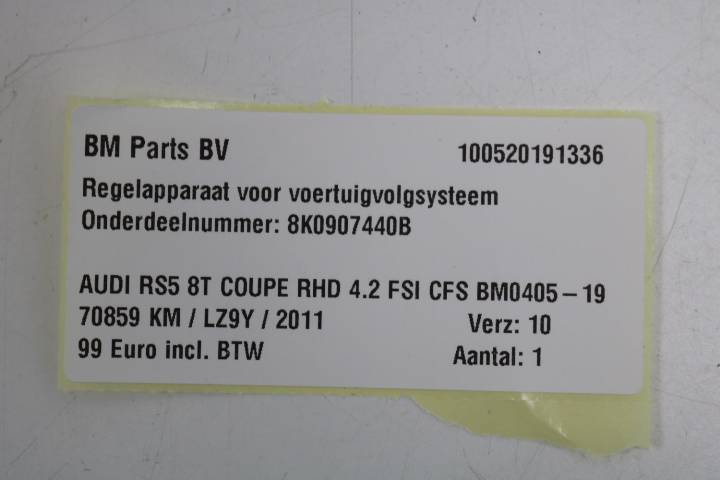 BM Parts BV 100520191336
Regelapparaat voor voertuigvolgsysteem
Onderdeelnummer: 8K0907440B
AUDI RS5 8T COUPE RHD 4.2 FSI CFS BM0405-19
70859 KM / LZ9Y / 2011 Verz: 10
99 Euro incl. BTW Aantal: 1